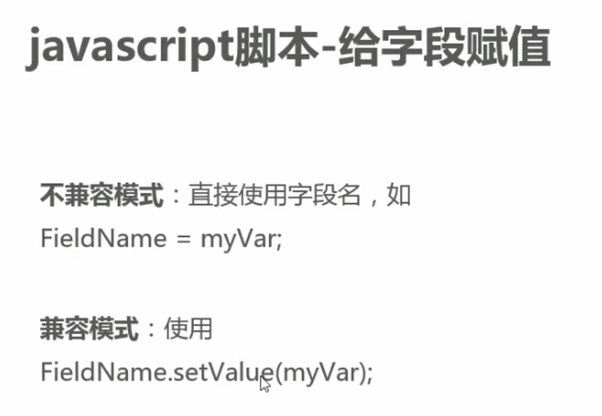 javascript脚本-给字段赋值
不兼容模式：直接使用字段名，如
FieldName = myVar;
兼容模式：使用
FieldName.setValue(myVar);